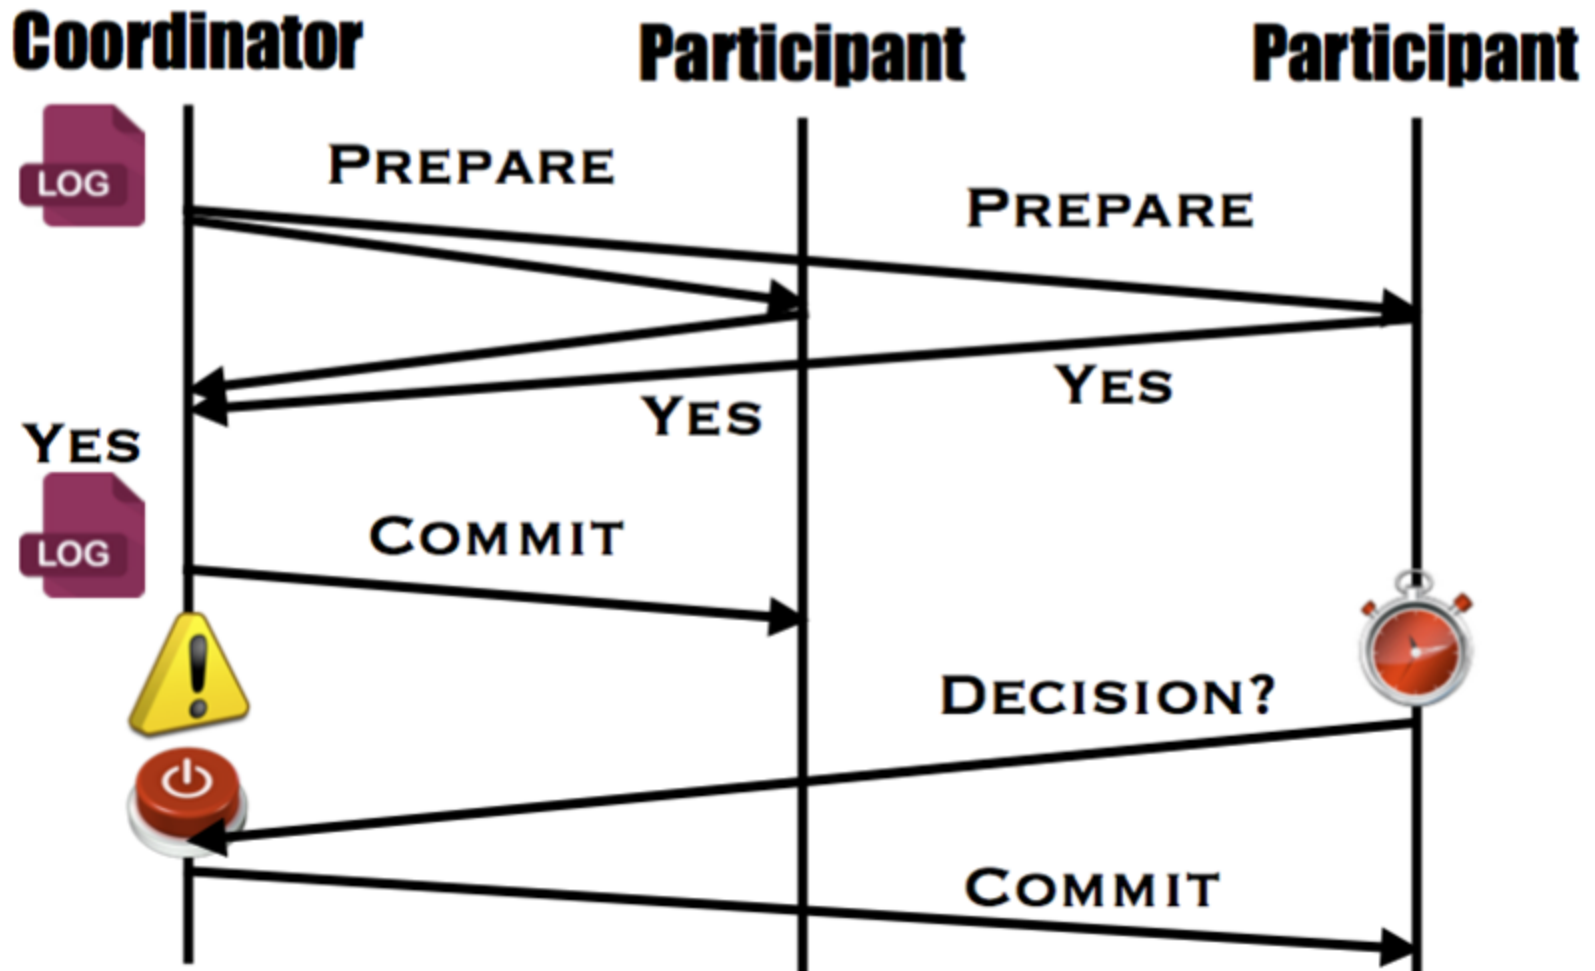 Coordinator
Participant
Participant
LOG
PREPARE
PREPARE
YES
YES
YES
LOG
COMMIT
DECISION?
COMMIT